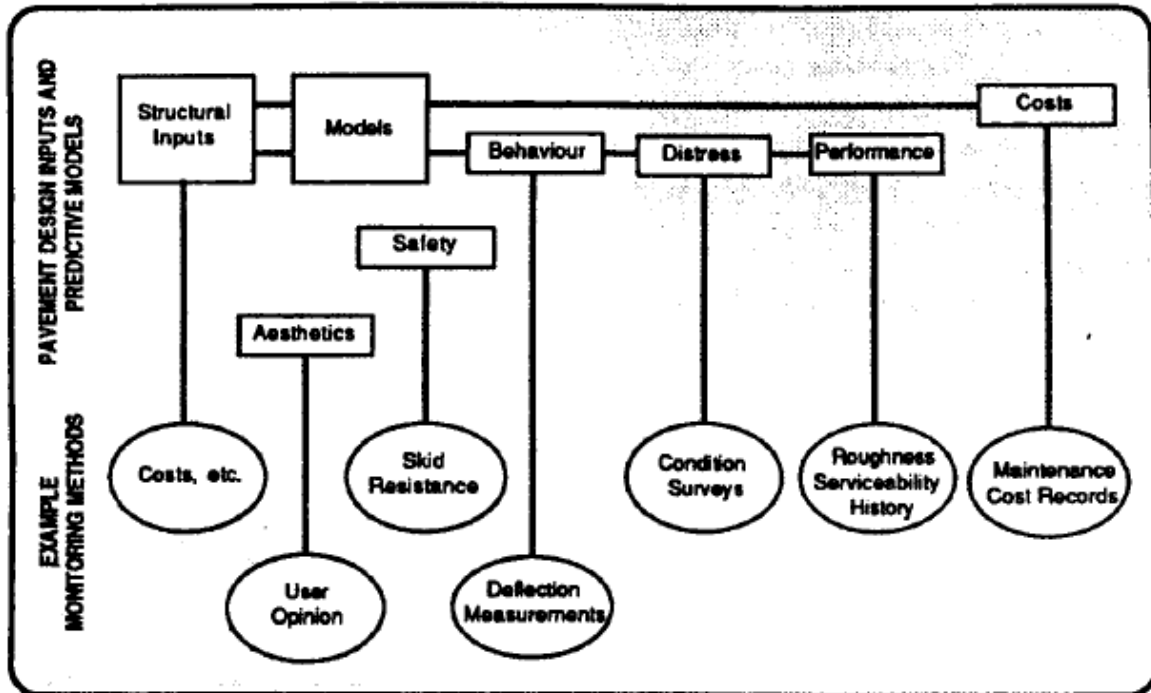 PAVEMENT DESIGN INPUTS AND
PREDICTIVE MODELS
Structural
Inputs
Models
Costs
Behaviour
Distress
Performance
Safety
Aesthetics
EXAMPLE
MONITORING METHODS
Costs, etc.
Skid
Resistance
Condition
Surveys
Roughness
Serviceability
History
Maintenance
Cost Records
User
Opinion
Deflection
Measurements